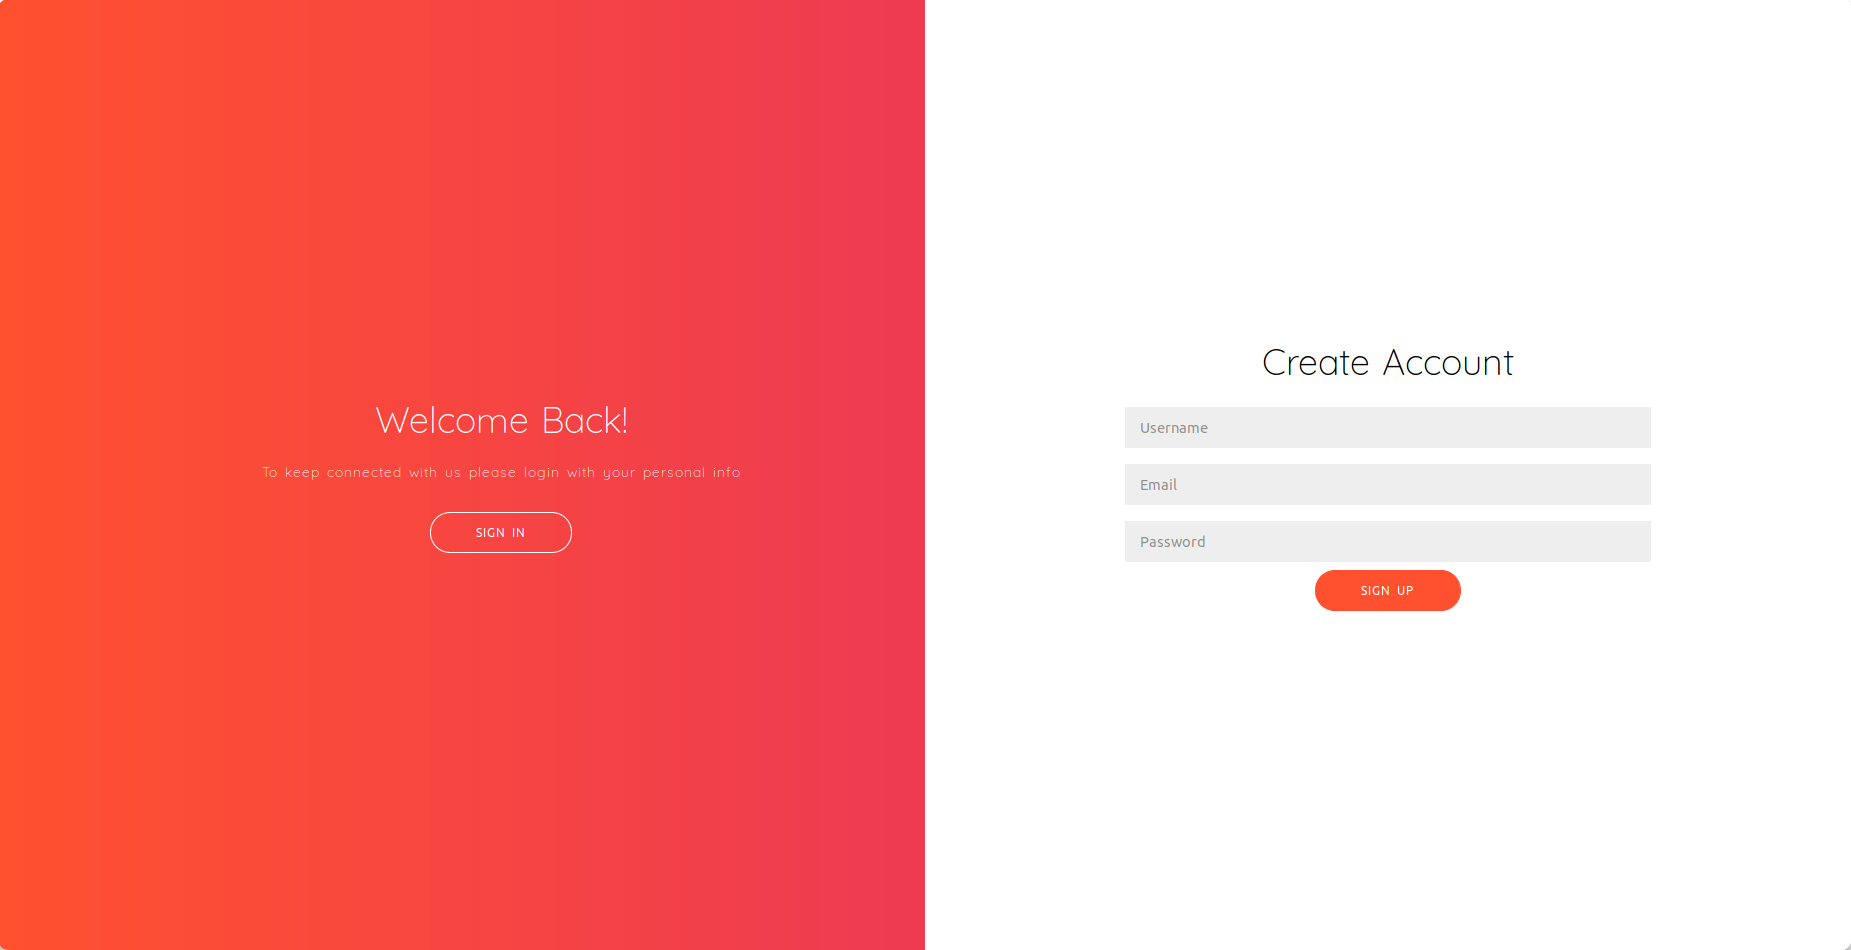 Welcome Back!
To keep connected with us please login with your personal info
SIGN IN
Create Account
Username
Email
Password
SIGN UP